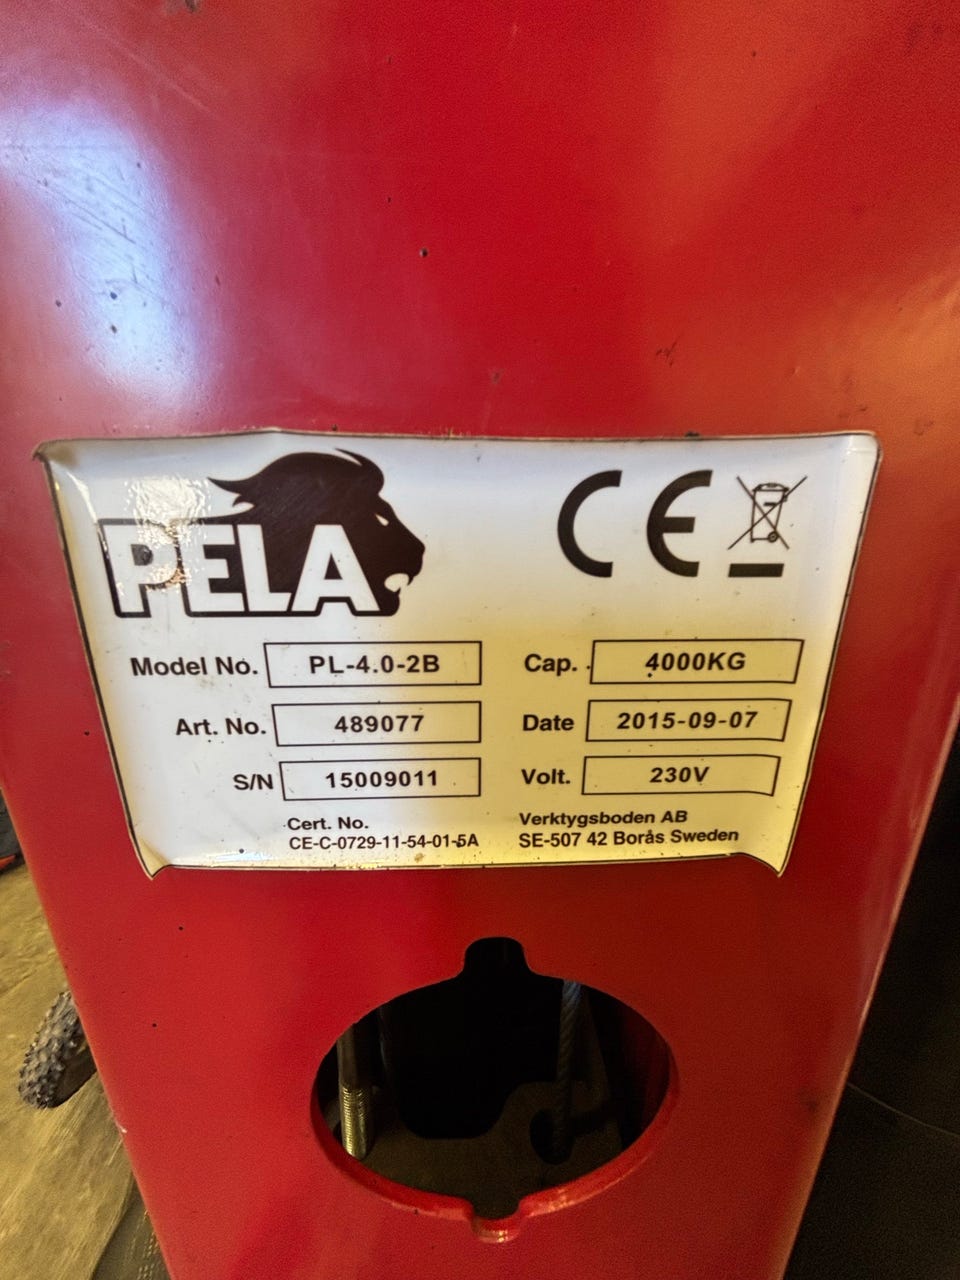 PELA
CE
Model No. PL-4.0-2B
Cap. 4000KG
Art. No. 489077
Date 2015-09-07
S/N 15009011
Volt. 230V
Cert. No.
CE-C-0729-11-54-01-5A
Verktygsboden AB
SE-507 42 Borås Sweden